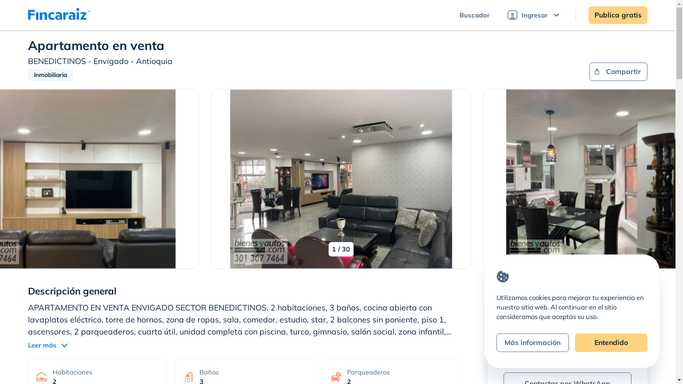 Fincaraiz
Buscador
Ingresar
Publica gratis
Apartamento en venta
BENEDICTINOS - Envigado - Antioquia
Inmobiliaria
Compartir
bienesyautos
.com
7464
bienesyautos
.com
301 307 7464
1 / 30
bienesyautos
.com
301 307 7464
Descripción general
APARTAMENTO EN VENTA ENVIGADO SECTOR BENEDICTINOS, 2 habitaciones, 3 baños, cocina abierta con
lavaplatos eléctrico, torre de hornos, zona de ropas, sala, comedor, estudio, star, 2 balcones sin poniente, piso 1,
ascensores, 2 parqueaderos, cuarto útil, unidad completa con piscina, turco, gimnasio, salón social, zona infantil,...
Leer más
Habitaciones
2
Baños
3
Parqueaderos
2
Utilizamos cookies para mejorar tu experiencia en
nuestro sitio web. Al continuar en el sitio
consideramos que aceptas su uso.
Más información
Entendido
Contactar por WhatsApp